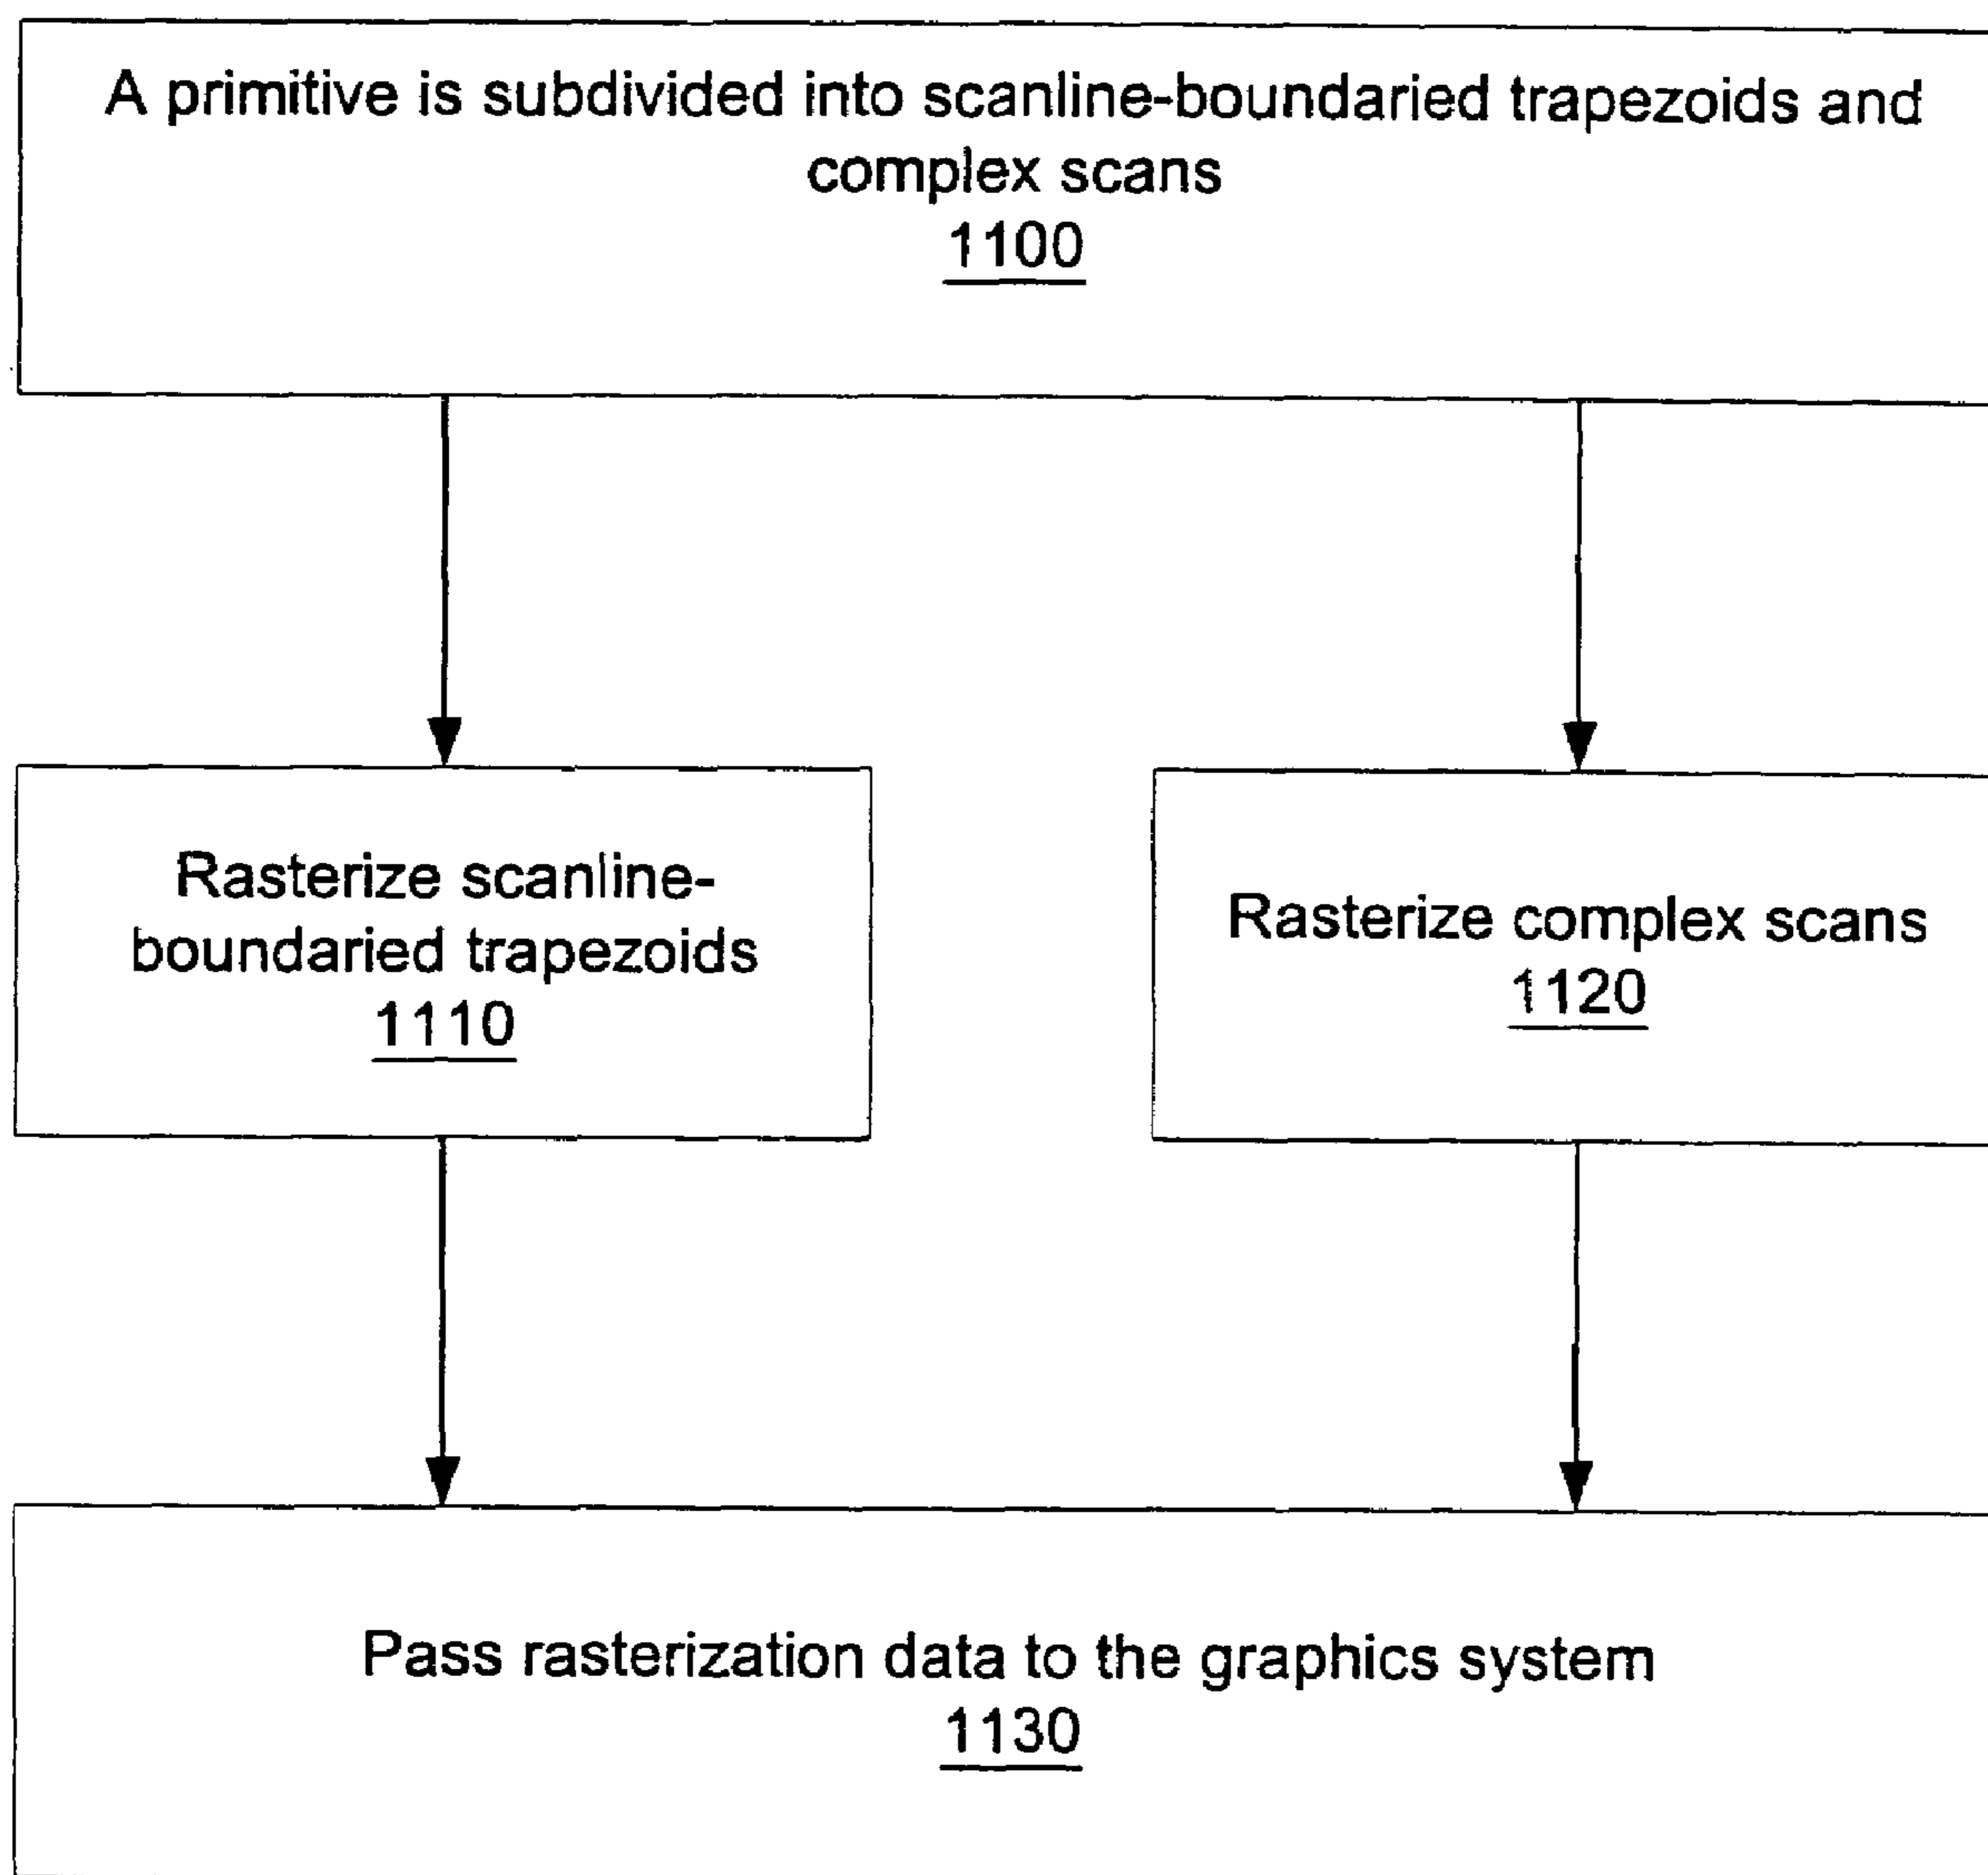 A primitive is subdivided into scanline-boundaried trapezoids and
complex scans
1100
Rasterize scanline-
boundaried trapezoids
1110
Rasterize complex scans
1120
Pass rasterization data to the graphics system
1130